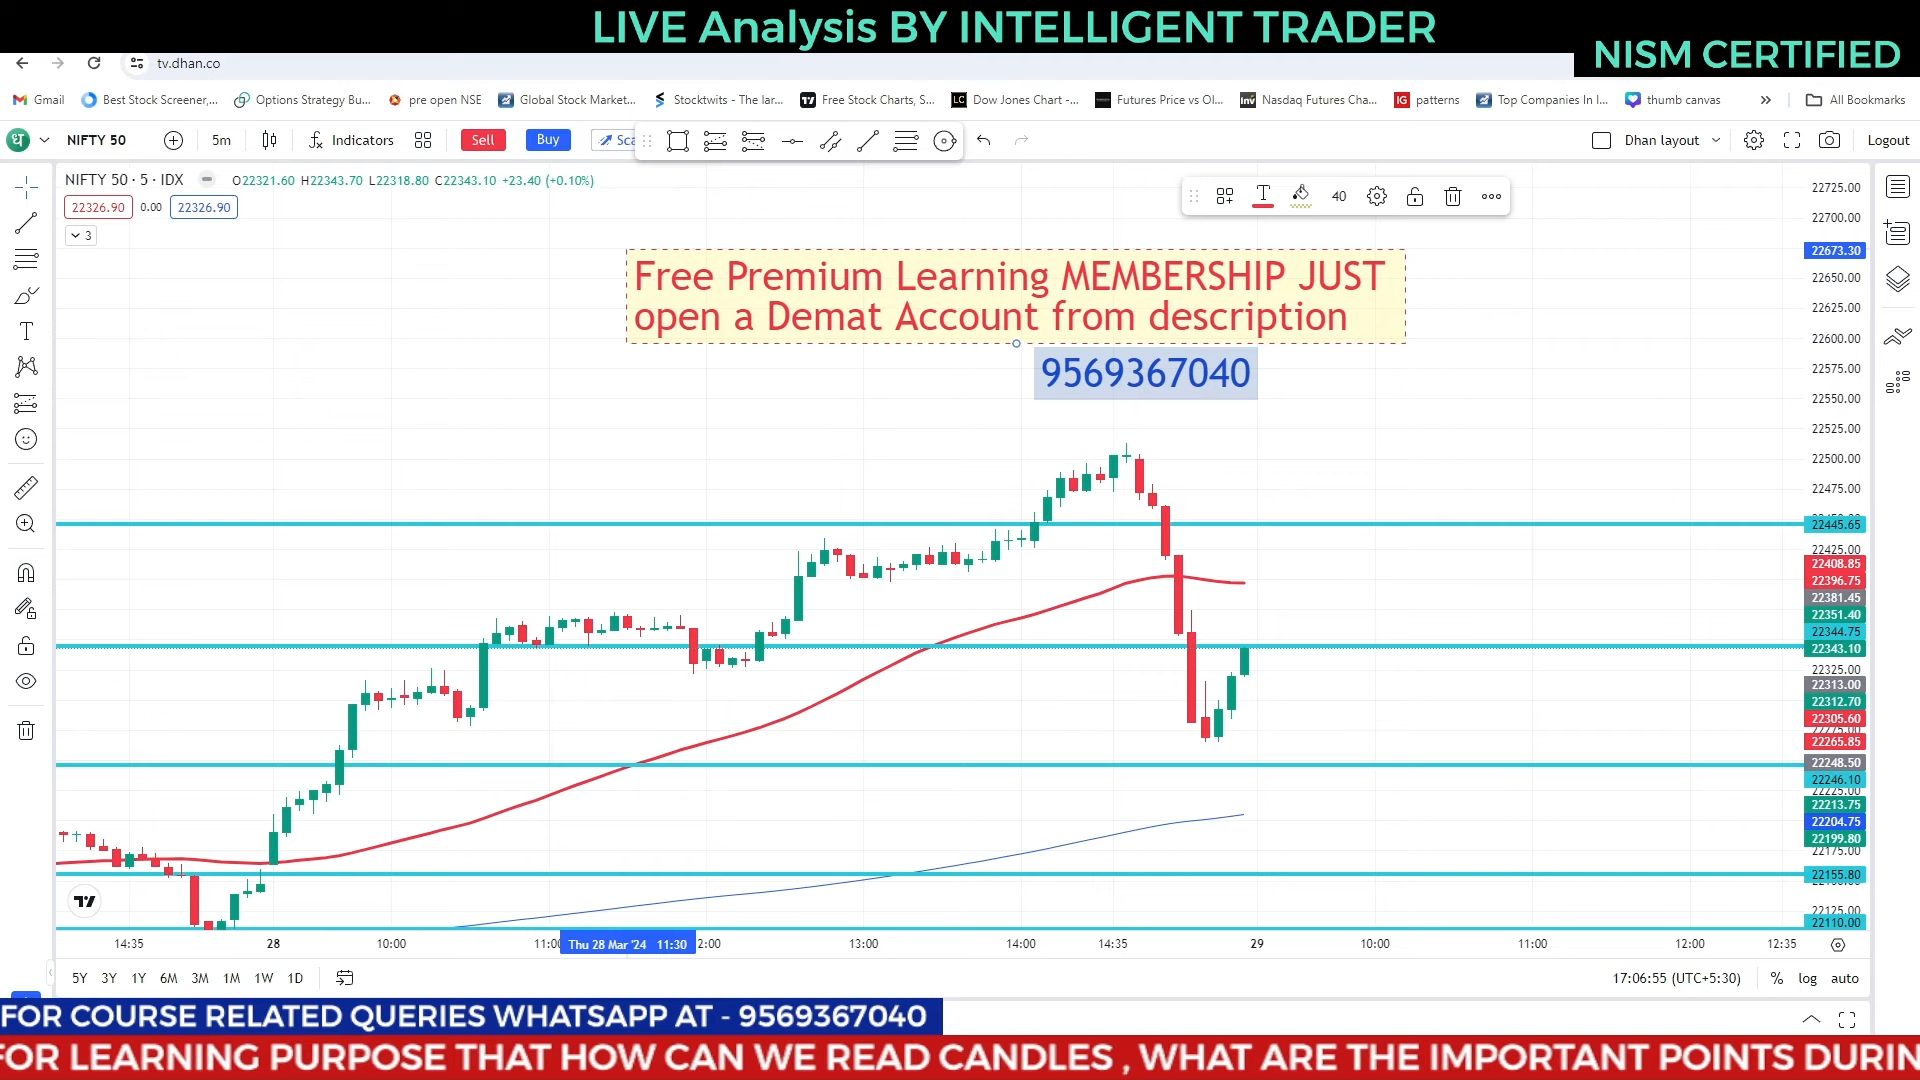 LIVE Analysis BY INTELLIGENT TRADER
NISM CERTIFIED
tv.dhan.co
Gmail Best Stock Screener,... Options Strategy Bu... pre open NSE Global Stock Market... Stocktwits - The lar... Free Stock Charts, S... Dow Jones Chart -... Futures Price vs OI... Nasdaq Futures Cha... patterns Top Companies In I... thumb canvas » All Bookmarks
NIFTY 50 5m Indicators Sell Buy Sca Dhan layout Logout
NIFTY 50 · 5 · IDX O22321.60 H22343.70 L22318.80 C22343.10 +23.40 (+0.10%)
22326.90 0.00 22326.90
3
40
Free Premium Learning MEMBERSHIP JUST
open a Demat Account from description
9569367040
22725.00
22700.00
22673.30
22650.00
22625.00
22600.00
22575.00
22550.00
22525.00
22500.00
22475.00
22445.65
22425.00
22408.85
22396.75
22381.45
22351.40
22344.75
22343.10
22325.00
22313.00
22312.70
22305.60
22265.85
22248.50
22246.10
22225.00
22213.75
22204.75
22199.80
22175.00
22155.80
22125.00
22110.00
14:35 28 10:00 11:00 Thu 28 Mar '24 11:30 2:00 13:00 14:00 14:35 29 10:00 11:00 12:00 12:35
5Y 3Y 1Y 6M 3M 1M 1W 1D 17:06:55 (UTC+5:30) % log auto
FOR COURSE RELATED QUERIES WHATSAPP AT - 9569367040
FOR LEARNING PURPOSE THAT HOW CAN WE READ CANDLES , WHAT ARE THE IMPORTANT POINTS DURIN